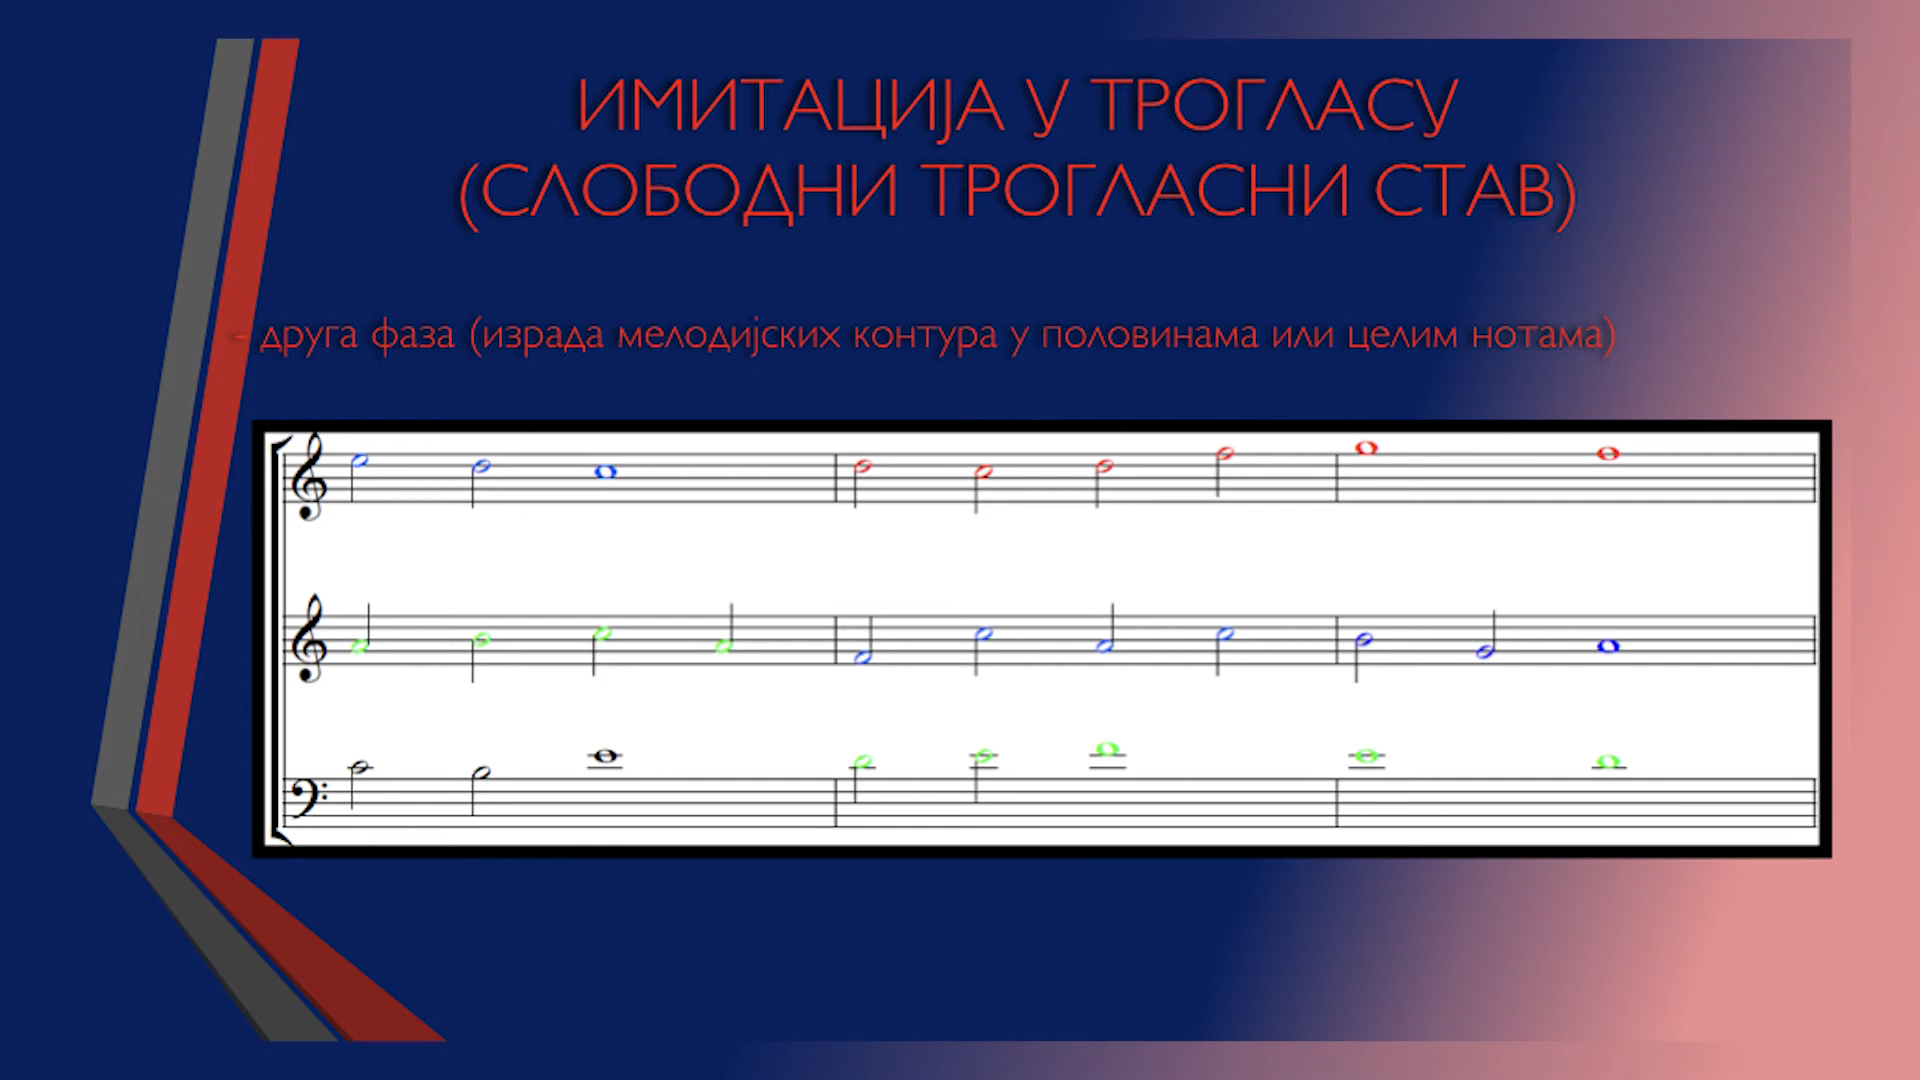 ИМИТАЦИЈА У ТРОГЛАСУ
(СЛОБОДНИ ТРОГЛАСНИ СТАВ)
- друга фаза (израда мелодијских контура у половинама или целим нотама)